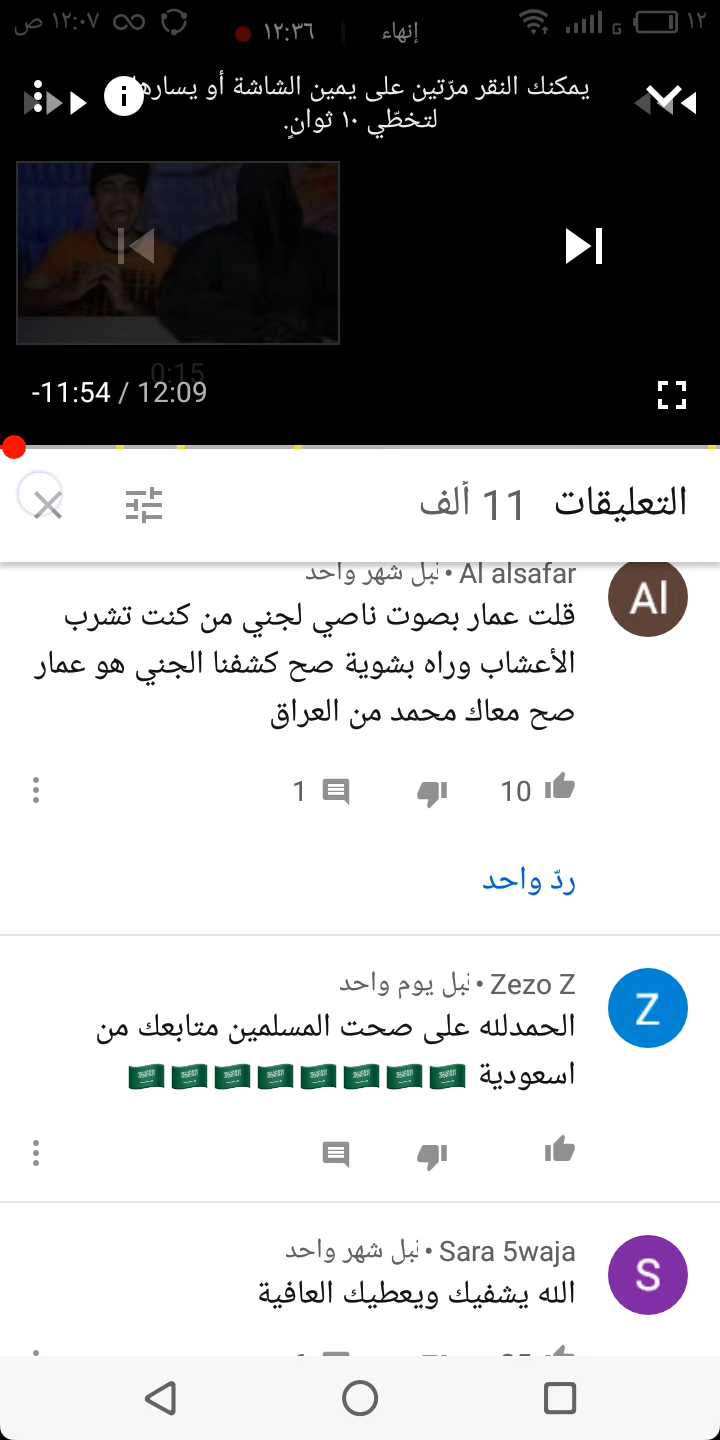 ١٢:٠٧ ص
١٢:٣٦
إنهاء
G
١٢
يمكنك النقر مرّتين على يمين الشاشة أو يسارها
لتخطّي ١٠ ثوانٍ.
0:15
-11:54 / 12:09
التعليقات 11 ألف
Al alsafar • قبل شهر واحد
Al
قلت عمار بصوت ناصي لجني من كنت تشرب
الأعشاب وراه بشوية صح كشفنا الجني هو عمار
صح معاك محمد من العراق
10
1
ردّ واحد
Zezo Z • قبل يوم واحد
Z
الحمدلله على صحت المسلمين متابعك من
اسعودية 🇸🇦🇸🇦🇸🇦🇸🇦🇸🇦🇸🇦🇸🇦🇸🇦
Sara 5waja • قبل شهر واحد
S
الله يشفيك ويعطيك العافية